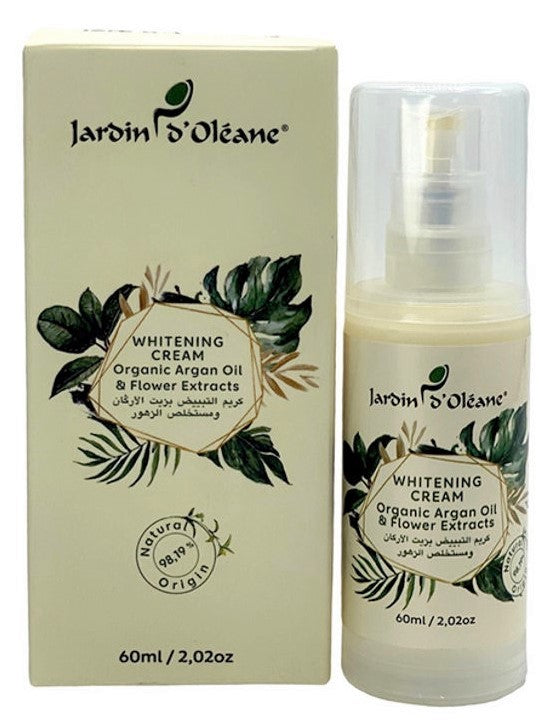 Jardin d'Oléane®
WHITENING
CREAM
Organic Argan Oil
& Flower Extracts
كريم التبييض بزيت الأركان
ومستخلص الزهور
Natural
98,19%
Origin
60ml / 2,02oz
Jardin d'Oléane®
WHITENING
CREAM
Organic Argan Oil
& Flower Extracts
كريم التبييض بزيت الأركان
ومستخلص الزهور
60ml / 2,02oz